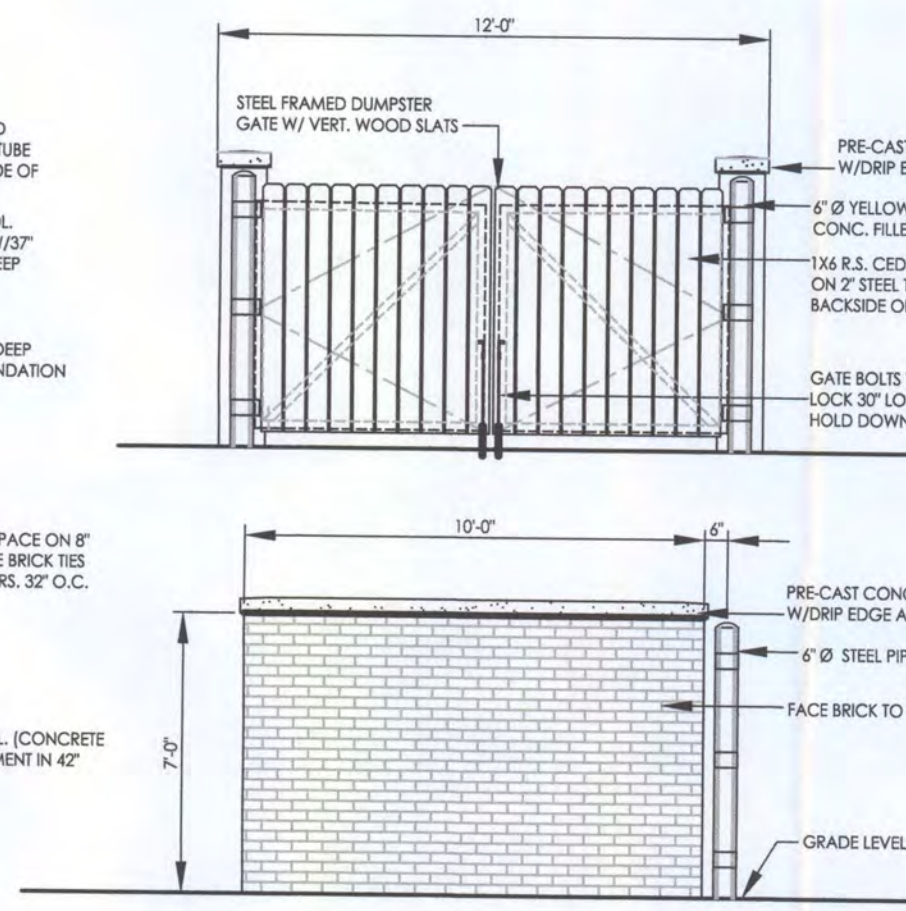 12'-0"
STEEL FRAMED DUMPSTER
GATE W/ VERT. WOOD SLATS
TUBE
DE OF
L.
//37"
EEP
DEEP
NDATION
PRE-CAST
W/DRIP E
6" Ø YELLOW
CONC. FILLE
1X6 R.S. CED
ON 2" STEEL T
BACKSIDE O
GATE BOLTS
LOCK 30" LO
HOLD DOWN
PACE ON 8"
E BRICK TIES
RS. 32" O.C.
L. (CONCRETE
MENT IN 42"
10'-0"
6"
7'-0"
PRE-CAST CONC
W/DRIP EDGE A
6" Ø STEEL PIP
FACE BRICK TO
GRADE LEVEL